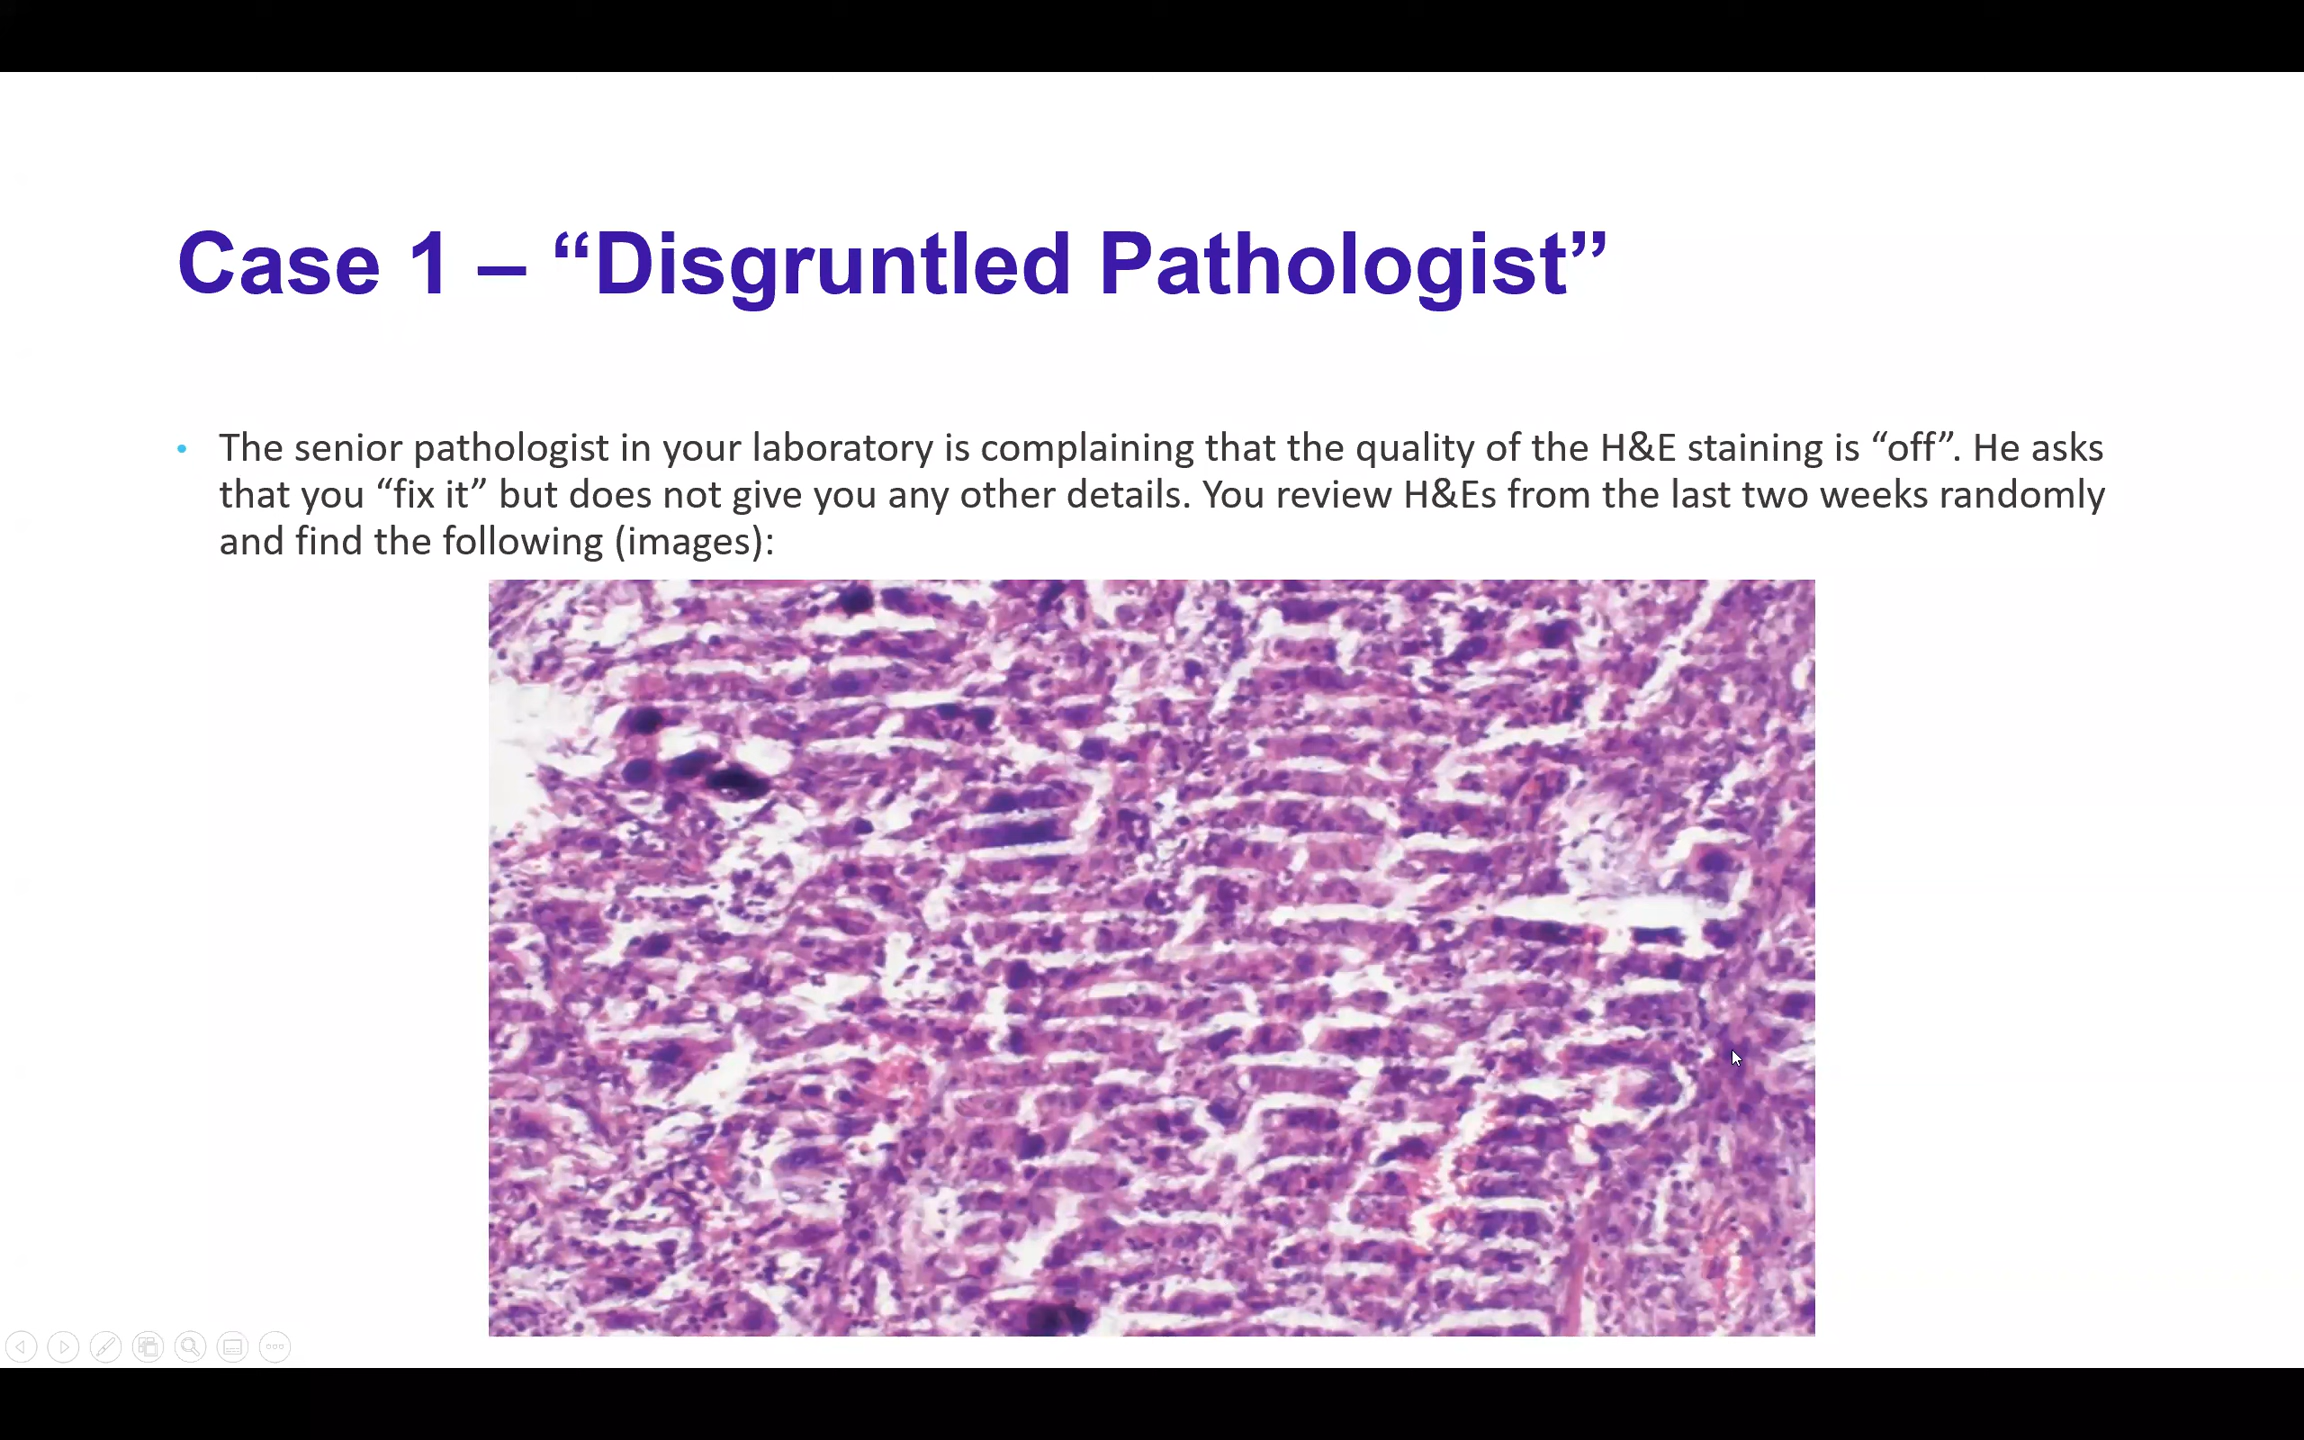 Case 1 – “Disgruntled Pathologist”
• The senior pathologist in your laboratory is complaining that the quality of the H&E staining is “off”. He asks
that you “fix it” but does not give you any other details. You review H&Es from the last two weeks randomly
and find the following (images):